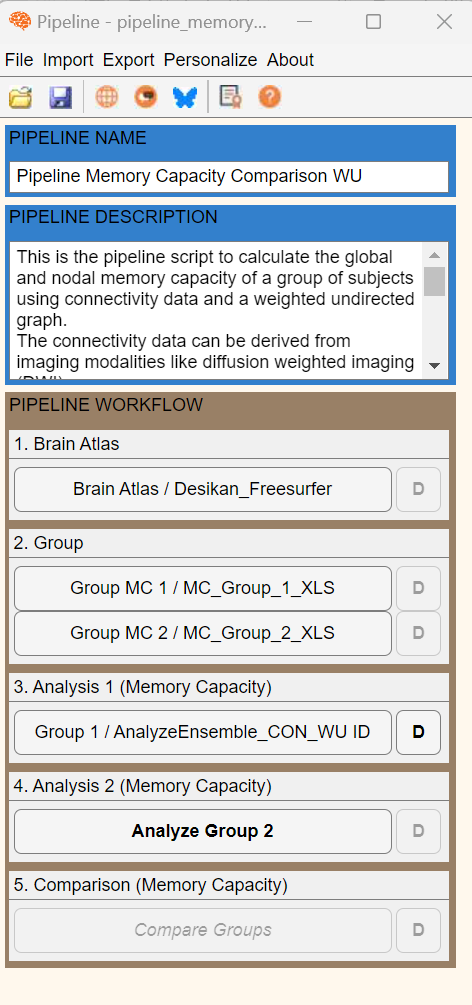 Pipeline - pipeline_memory...
File Import Export Personalize About
PIPELINE NAME
Pipeline Memory Capacity Comparison WU
PIPELINE DESCRIPTION
This is the pipeline script to calculate the global
and nodal memory capacity of a group of subjects
using connectivity data and a weighted undirected
graph.
The connectivity data can be derived from
imaging modalities like diffusion weighted imaging
(DWI)
PIPELINE WORKFLOW
1. Brain Atlas
Brain Atlas / Desikan_Freesurfer D
2. Group
Group MC 1 / MC_Group_1_XLS D
Group MC 2 / MC_Group_2_XLS D
3. Analysis 1 (Memory Capacity)
Group 1 / AnalyzeEnsemble_CON_WU ID D
4. Analysis 2 (Memory Capacity)
Analyze Group 2 D
5. Comparison (Memory Capacity)
Compare Groups D